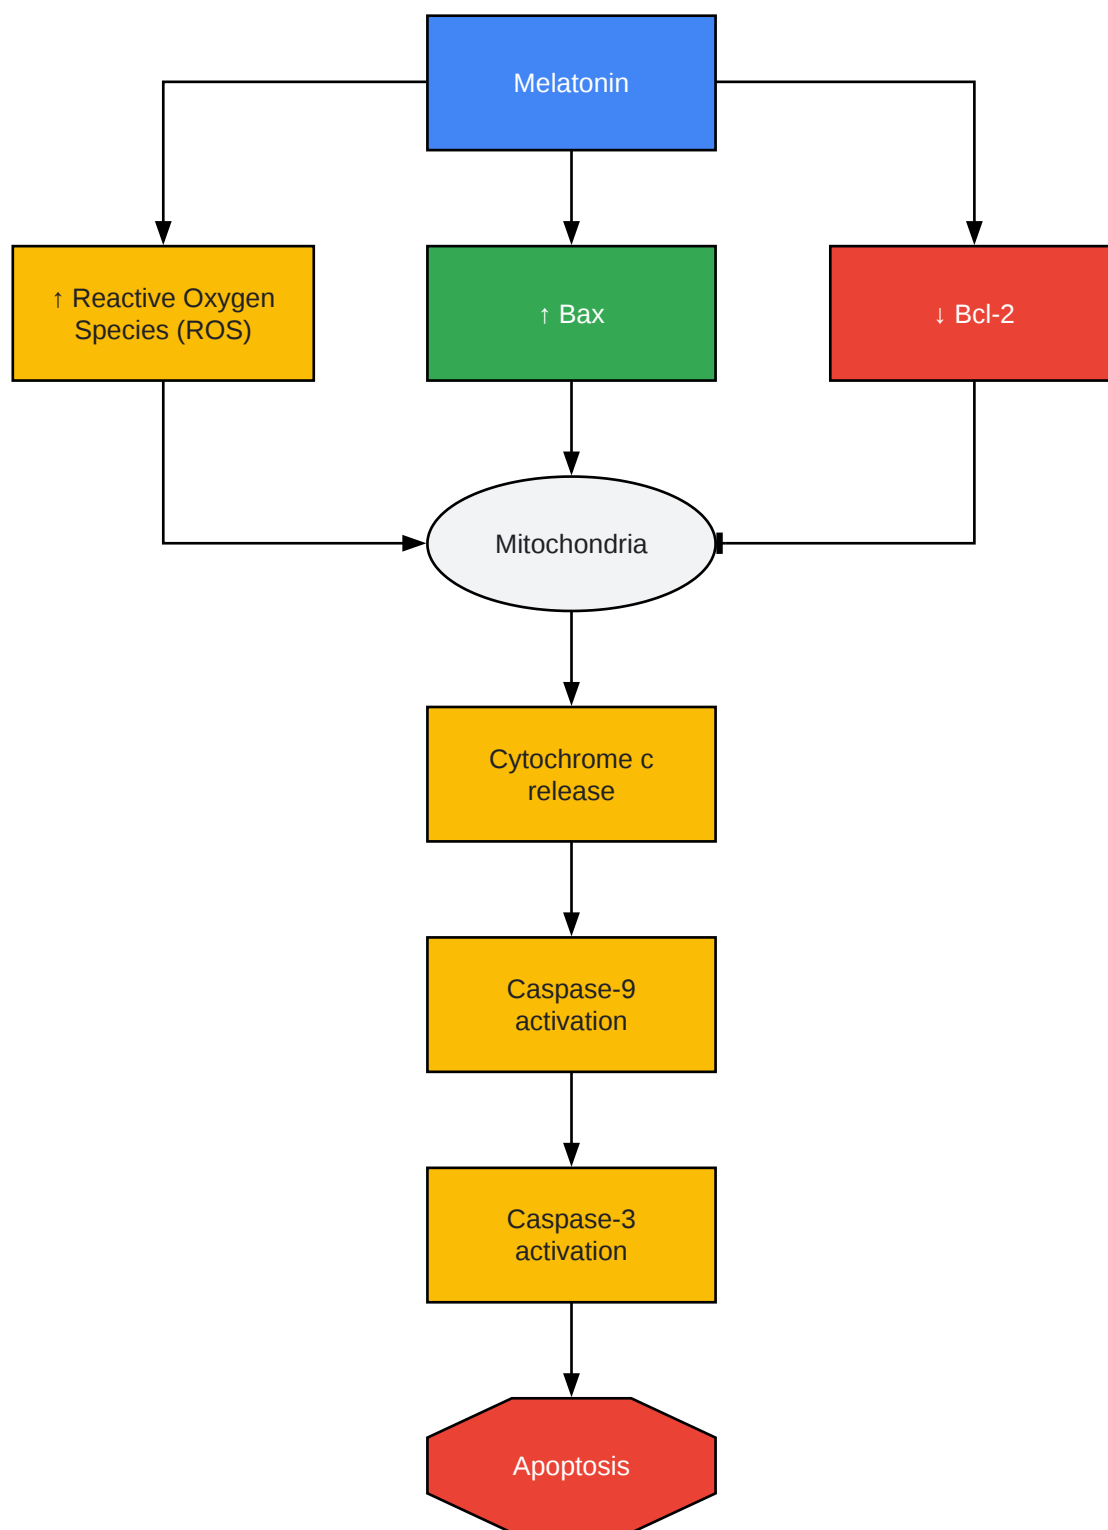 Melatonin
↑ Reactive Oxygen
Species (ROS)
↑ Bax
↓ Bcl-2
Mitochondria
Cytochrome c
release
Caspase-9
activation
Caspase-3
activation
Apoptosis